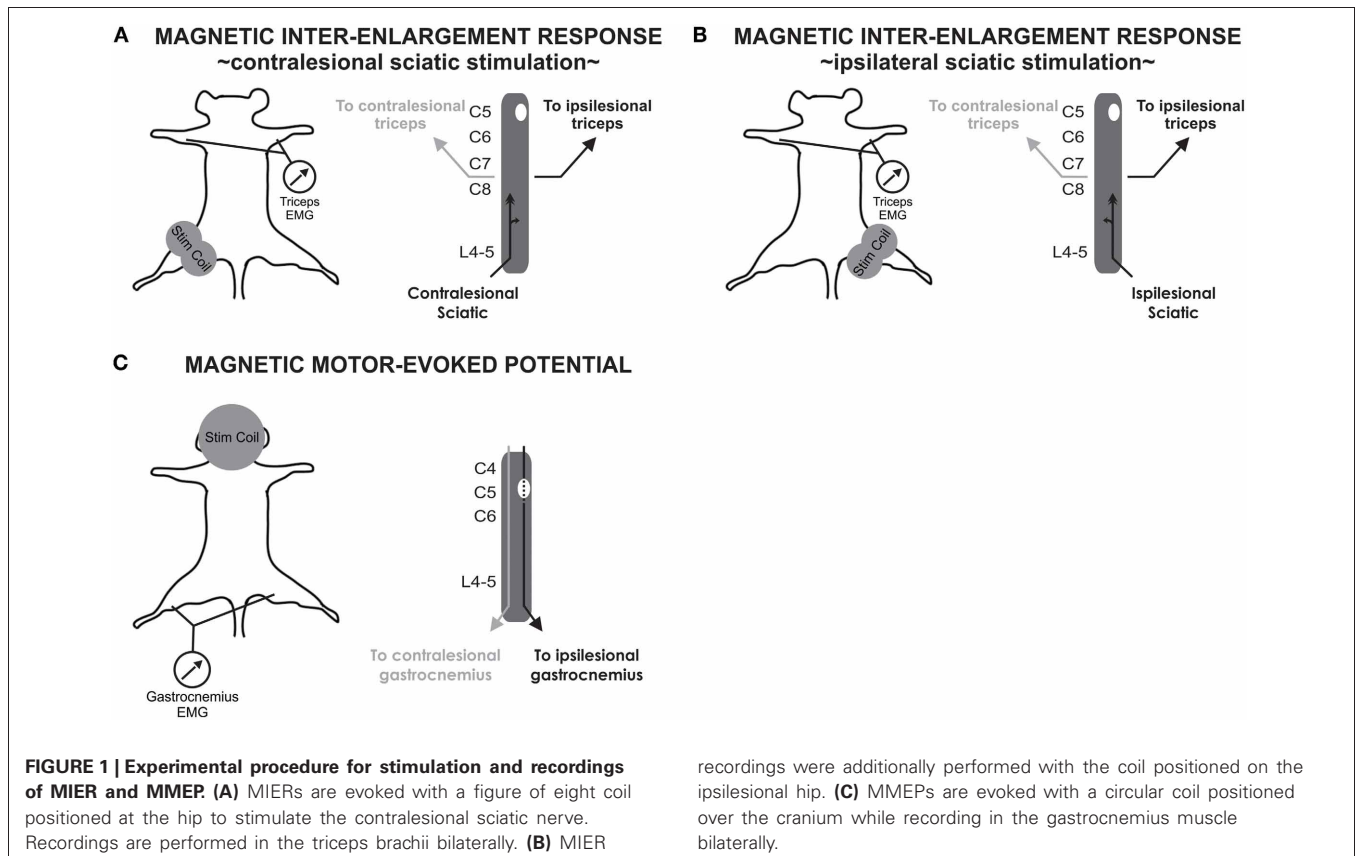 A MAGNETIC INTER-ENLARGEMENT RESPONSE
~contralesional sciatic stimulation~
To contralesional
triceps
C5
C6
C7
C8
L4-5
To ipsilesional
triceps
Triceps
EMG
Stim Coil
Contralesional
Sciatic
B MAGNETIC INTER-ENLARGEMENT RESPONSE
~ipsilateral sciatic stimulation~
To contralesional
triceps
C5
C6
C7
C8
L4-5
To ipsilesional
triceps
Triceps
EMG
Stim Coil
Ispilesional
Sciatic
C MAGNETIC MOTOR-EVOKED POTENTIAL
Stim Coil
C4
C5
C6
L4-5
To contralesional
gastrocnemius
To ipsilesional
gastrocnemius
Gastrocnemius
EMG
FIGURE 1 | Experimental procedure for stimulation and recordings
of MIER and MMEP. (A) MIERs are evoked with a figure of eight coil
positioned at the hip to stimulate the contralesional sciatic nerve.
Recordings are performed in the triceps brachii bilaterally. (B) MIER
recordings were additionally performed with the coil positioned on the
ipsilesional hip. (C) MMEPs are evoked with a circular coil positioned
over the cranium while recording in the gastrocnemius muscle
bilaterally.